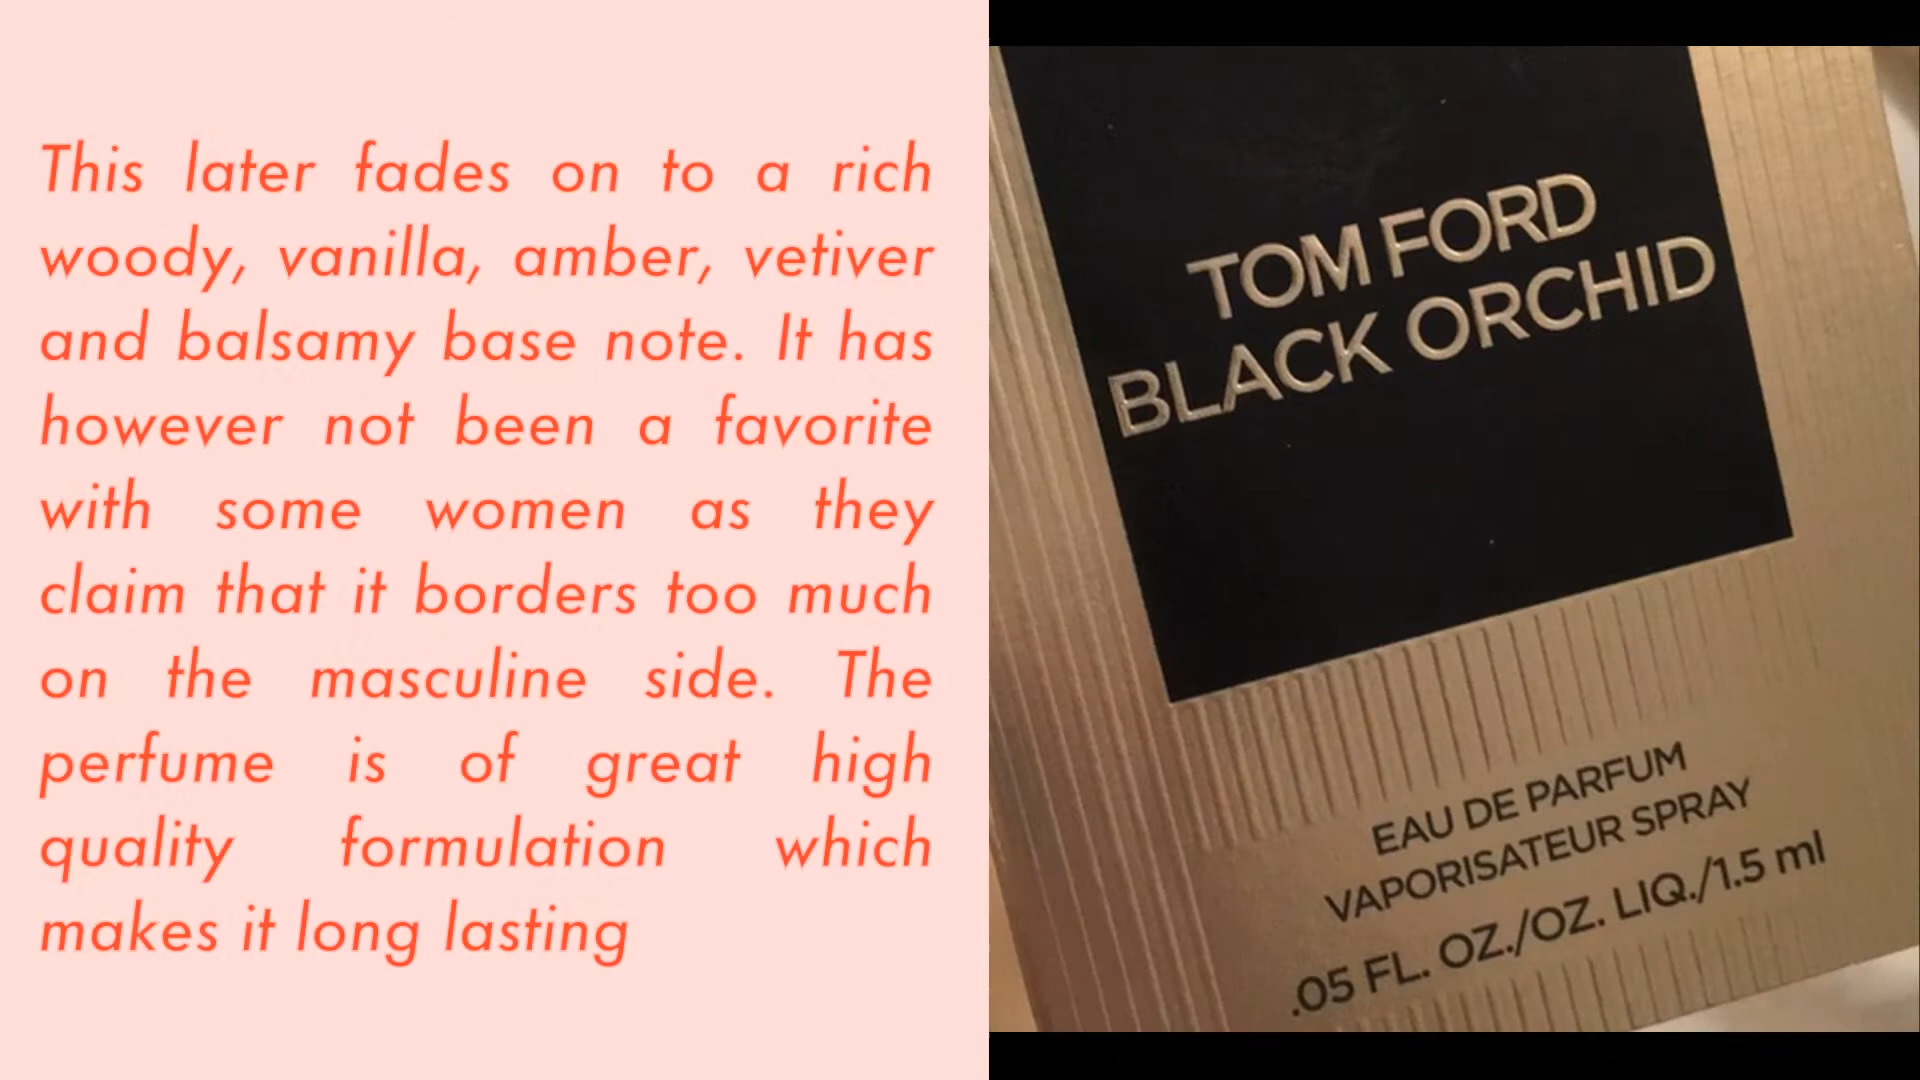 This later fades on to a rich
woody, vanilla, amber, vetiver
and balsamy base note. It has
however not been a favorite
with some women as they
claim that it borders too much
on the masculine side. The
perfume is of great high
quality formulation which
makes it long lasting
TOM FORD
BLACK ORCHID
EAU DE PARFUM
VAPORISATEUR SPRAY
.05 FL. OZ./OZ. LIQ./1.5 ml